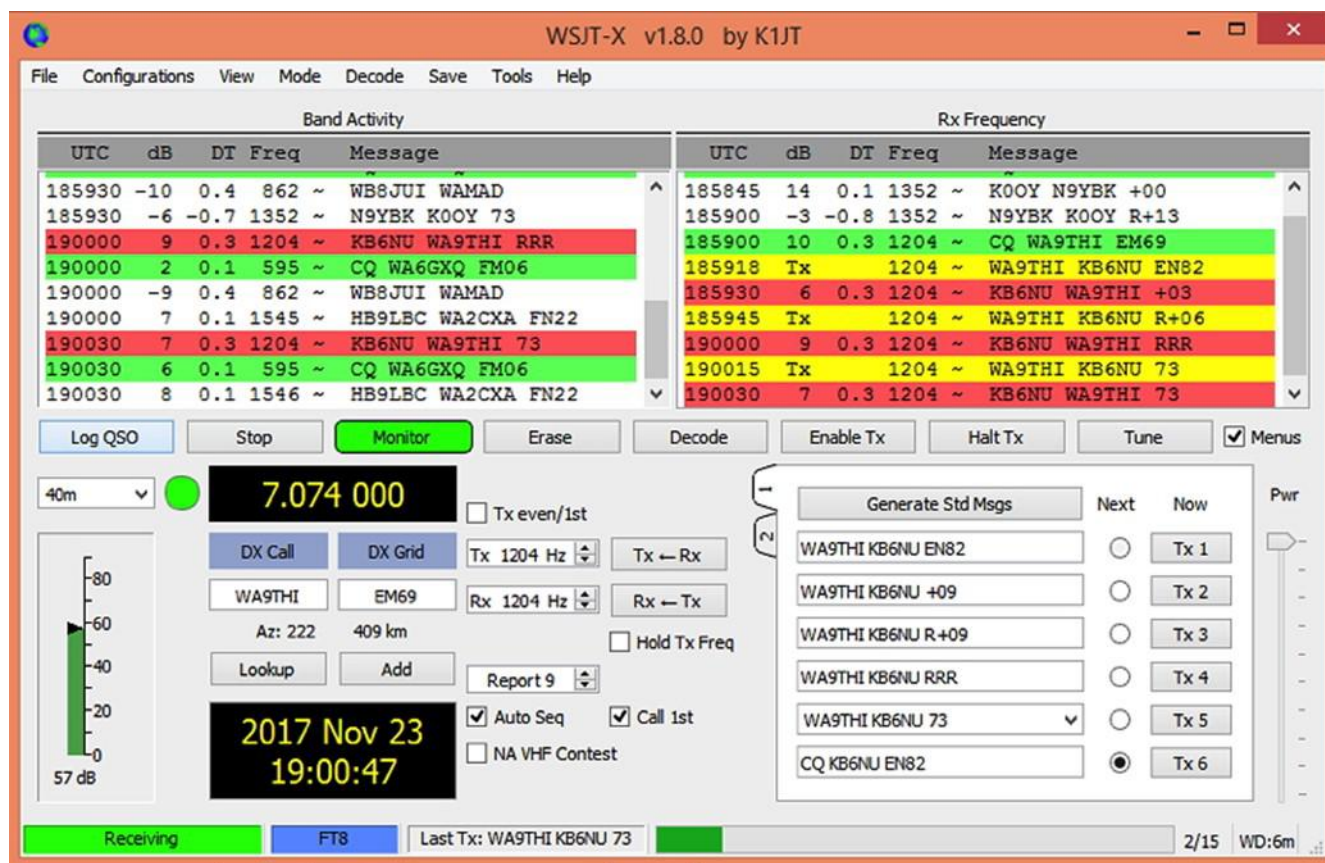 WSJT-X v1.8.0 by K1JT
File Configurations View Mode Decode Save Tools Help
Band Activity
UTC dB DT Freq Message
185930 -10 0.4 862 ~ WB8JUI WAMAD
185930 -6 -0.7 1352 ~ N9YBK K0OY 73
190000 9 0.3 1204 ~ KB6NU WA9THI RRR
190000 2 0.1 595 ~ CQ WA6GXQ FM06
190000 -9 0.4 862 ~ WB8JUI WAMAD
190000 7 0.1 1545 ~ HB9LBC WA2CXA FN22
190030 7 0.3 1204 ~ KB6NU WA9THI 73
190030 6 0.1 595 ~ CQ WA6GXQ FM06
190030 8 0.1 1546 ~ HB9LBC WA2CXA FN22
Rx Frequency
UTC dB DT Freq Message
185845 14 0.1 1352 ~ K0OY N9YBK +00
185900 -3 -0.8 1352 ~ N9YBK K0OY R+13
185900 10 0.3 1204 ~ CQ WA9THI EM69
185918 Tx 1204 ~ WA9THI KB6NU EN82
185930 6 0.3 1204 ~ KB6NU WA9THI +03
185945 Tx 1204 ~ WA9THI KB6NU R+06
190000 9 0.3 1204 ~ KB6NU WA9THI RRR
190015 Tx 1204 ~ WA9THI KB6NU 73
190030 7 0.3 1204 ~ KB6NU WA9THI 73
Log QSO Stop Monitor Erase Decode Enable Tx Halt Tx Tune Menus
40m
7.074 000
Tx even/1st
DX Call DX Grid
Tx 1204 Hz Tx ← Rx
WA9THI EM69
Rx 1204 Hz Rx ← Tx
Az: 222 409 km
Hold Tx Freq
Lookup Add
Report 9
Auto Seq Call 1st
NA VHF Contest
2017 Nov 23
19:00:47
80
60
40
20
0
57 dB
1
2
Generate Std Msgs Next Now
WA9THI KB6NU EN82 Tx 1
WA9THI KB6NU +09 Tx 2
WA9THI KB6NU R+09 Tx 3
WA9THI KB6NU RRR Tx 4
WA9THI KB6NU 73 Tx 5
CQ KB6NU EN82 Tx 6
Pwr
Receiving FT8 Last Tx: WA9THI KB6NU 73 2/15 WD:6m